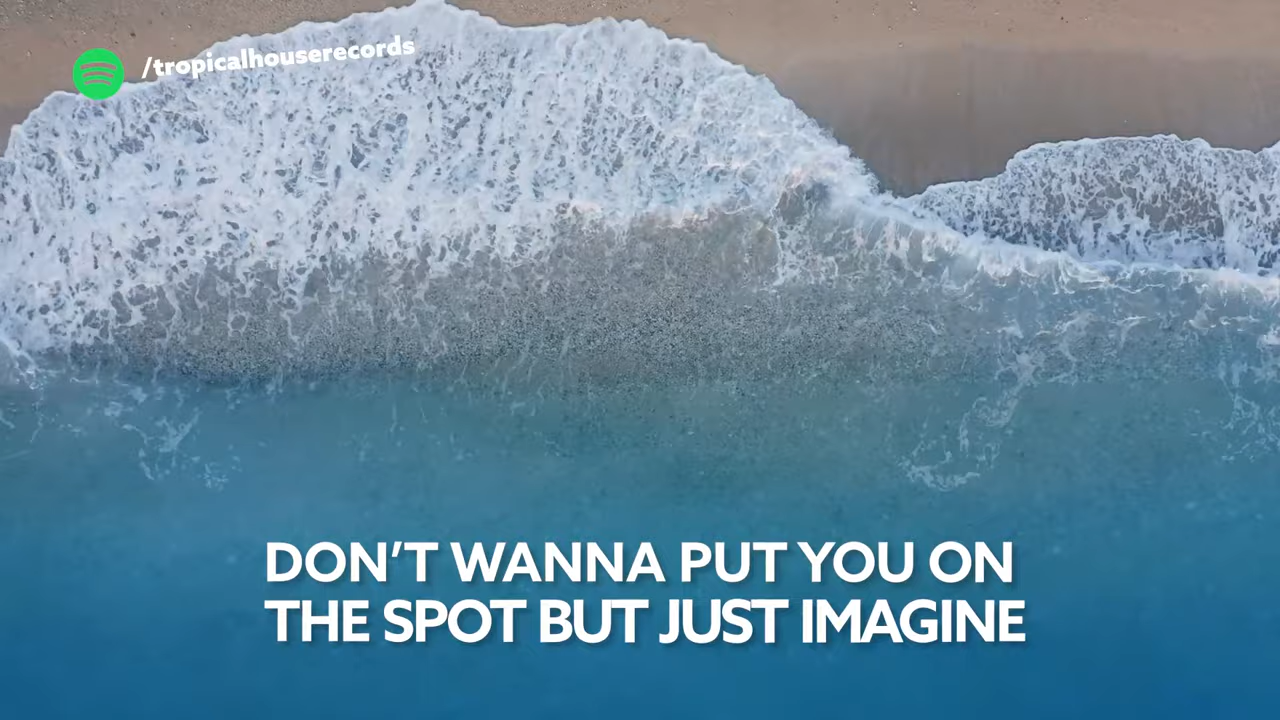 /tropicalhouserecords
DON'T WANNA PUT YOU ON
THE SPOT BUT JUST IMAGINE